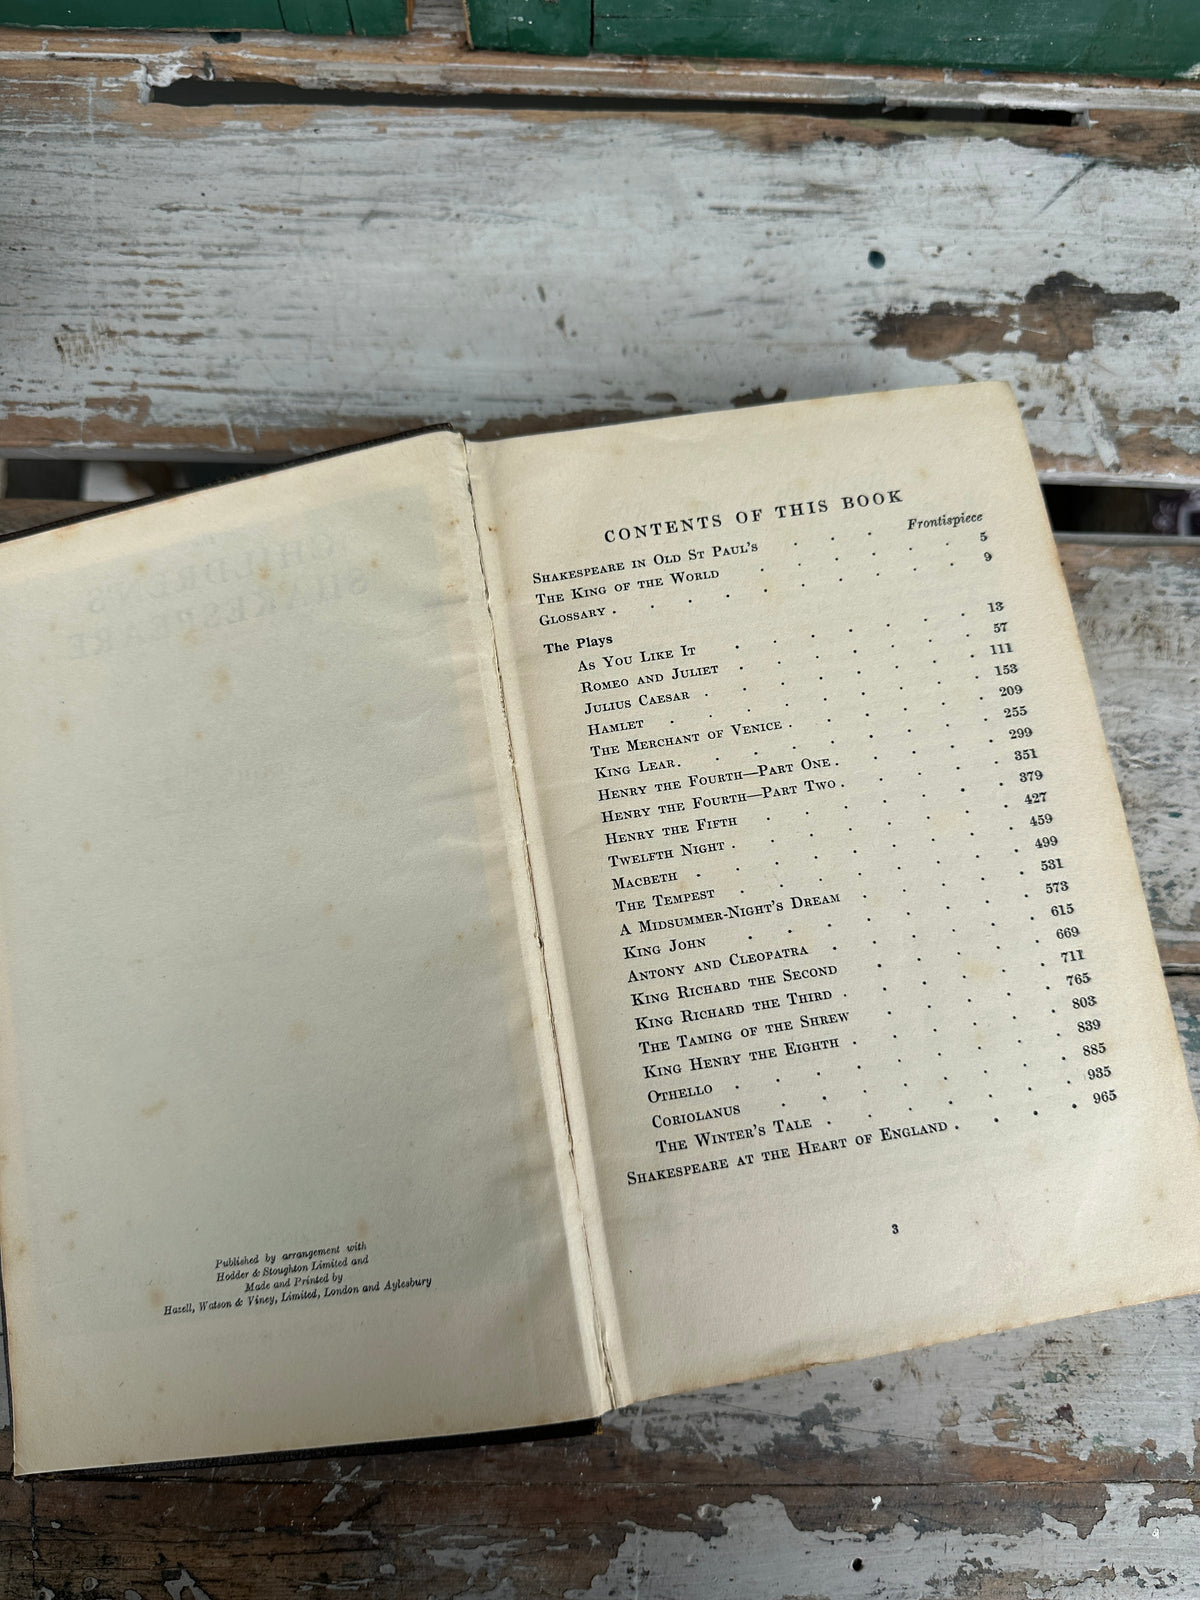 Published by arrangement with
Hodder & Stoughton Limited and
Made and Printed by
Hazell, Watson & Viney, Limited, London and Aylesbury
CONTENTS OF THIS BOOK
SHAKESPEARE IN OLD ST PAUL'S . . . Frontispiece
THE KING OF THE WORLD . . . . . . 5
GLOSSARY . . . . . . . . . 9
The Plays
AS YOU LIKE IT . . . . . . . 13
ROMEO AND JULIET . . . . . . . 57
JULIUS CAESAR . . . . . . . . 111
HAMLET . . . . . . . . . 153
THE MERCHANT OF VENICE . . . . . . 209
KING LEAR . . . . . . . . 255
HENRY THE FOURTH—PART ONE . . . . . 299
HENRY THE FOURTH—PART TWO . . . . . 351
HENRY THE FIFTH . . . . . . . 379
TWELFTH NIGHT . . . . . . . . 427
MACBETH . . . . . . . . . 459
THE TEMPEST . . . . . . . . 499
A MIDSUMMER-NIGHT'S DREAM . . . . . 531
KING JOHN . . . . . . . . 573
ANTONY AND CLEOPATRA . . . . . . 615
KING RICHARD THE SECOND . . . . . 669
KING RICHARD THE THIRD . . . . . . 711
THE TAMING OF THE SHREW . . . . . 765
KING HENRY THE EIGHTH . . . . . . 803
OTHELLO . . . . . . . . . 839
CORIOLANUS . . . . . . . . 885
THE WINTER'S TALE . . . . . . . 935
SHAKESPEARE AT THE HEART OF ENGLAND . . . . 965
3